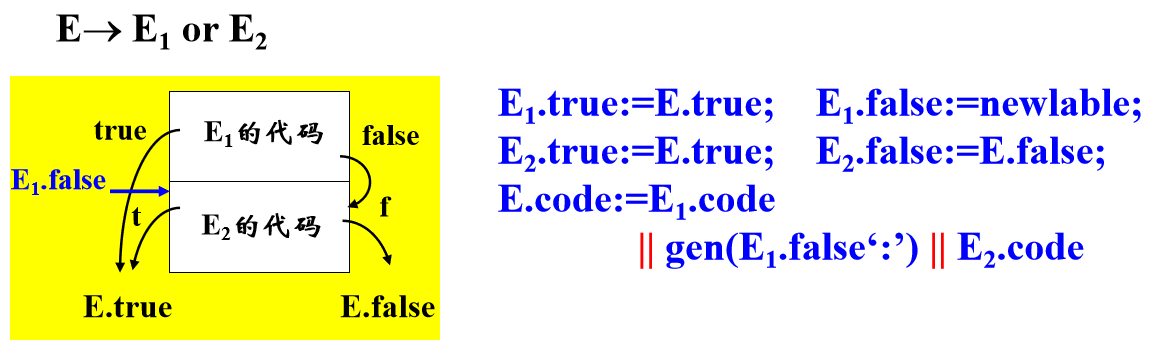 E→ E₁ or E₂
true
E₁的代码
false
E₁.false
t
E₂的代码
f
E.true
E.false
E₁.true:=E.true; E₁.false:=newlable;
E₂.true:=E.true; E₂.false:=E.false;
E.code:=E₁.code
|| gen(E₁.false‘:’) || E₂.code